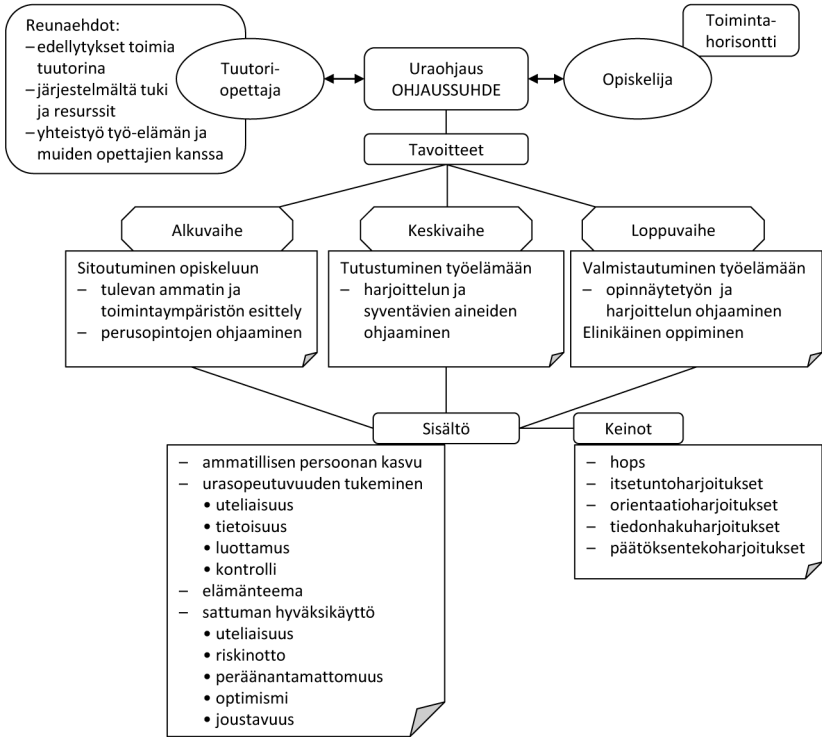 Reunaehdot:
–edellytykset toimia
tuutorina
–järjestelmältä tuki
ja resurssit
–yhteistyö työ-elämän ja
muiden opettajien kanssa
Tuutori-
opettaja
Uraohjaus
OHJAUSSUHDE
Opiskelija
Toiminta-
horisontti
Tavoitteet
Alkuvaihe
Keskivaihe
Loppuvaihe
Sitoutuminen opiskeluun
– tulevan ammatin ja
toimintaympäristön esittely
– perusopintojen ohjaaminen
Tutustuminen työelämään
– harjoittelun ja
syventävien aineiden
ohjaaminen
Valmistautuminen työelämään
– opinnäytetyön ja
harjoittelun ohjaaminen
Elinikäinen oppiminen
Sisältö
– ammatillisen persoonan kasvu
– urasopeutuvuuden tukeminen
• uteliaisuus
• tietoisuus
• luottamus
• kontrolli
– elämänteema
– sattuman hyväksikäyttö
• uteliaisuus
• riskinotto
• peräänantamattomuus
• optimismi
• joustavuus
Keinot
– hops
– itsetuntoharjoitukset
– orientaatioharjoitukset
– tiedonhakuharjoitukset
– päätöksentekoharjoitukset